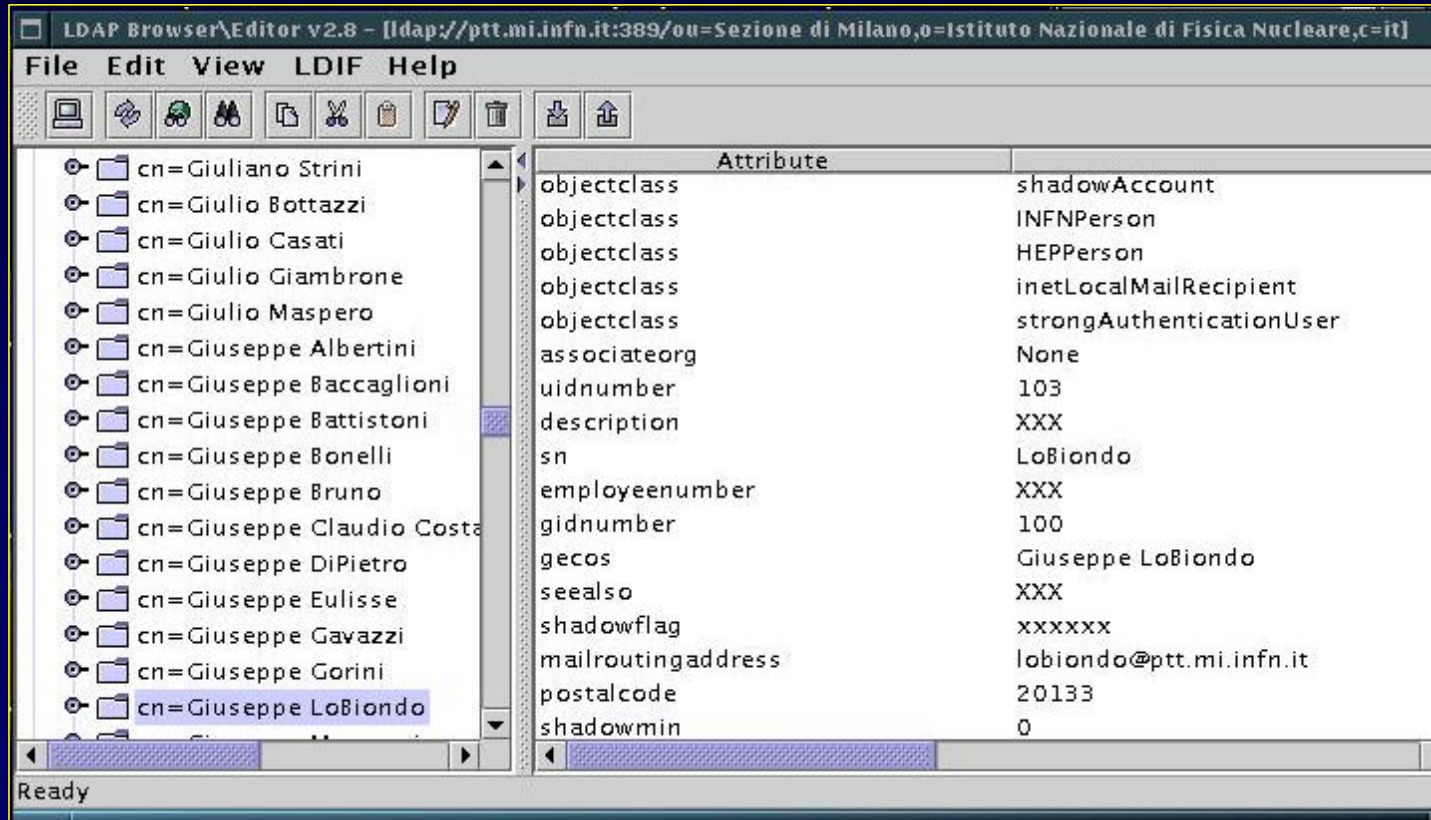 LDAP Browser\Editor v2.8 - [ldap://ptt.mi.infn.it:389/ou=Sezione di Milano,o=Istituto Nazionale di Fisica Nucleare,c=it]
File Edit View LDIF Help
cn=Giuliano Strini
cn=Giulio Bottazzi
cn=Giulio Casati
cn=Giulio Giambrone
cn=Giulio Maspero
cn=Giuseppe Albertini
cn=Giuseppe Baccaglioni
cn=Giuseppe Battistoni
cn=Giuseppe Bonelli
cn=Giuseppe Bruno
cn=Giuseppe Claudio Costa
cn=Giuseppe DiPietro
cn=Giuseppe Eulisse
cn=Giuseppe Gavazzi
cn=Giuseppe Gorini
cn=Giuseppe LoBiondo
Attribute
objectclass shadowAccount
objectclass INFNPerson
objectclass HEPPerson
objectclass inetLocalMailRecipient
objectclass strongAuthenticationUser
associateorg None
uidnumber 103
description XXX
sn LoBiondo
employeenumber XXX
gidnumber 100
gecos Giuseppe LoBiondo
seealso XXX
shadowflag xxxxxx
mailroutingaddress lobiondo@ptt.mi.infn.it
postalcode 20133
shadowmin 0
Ready